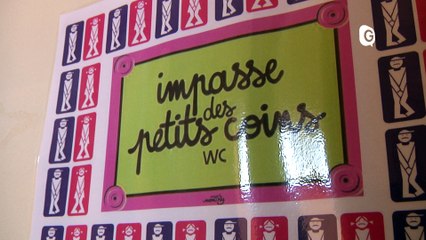 impasse
des
petits coins
WC
G